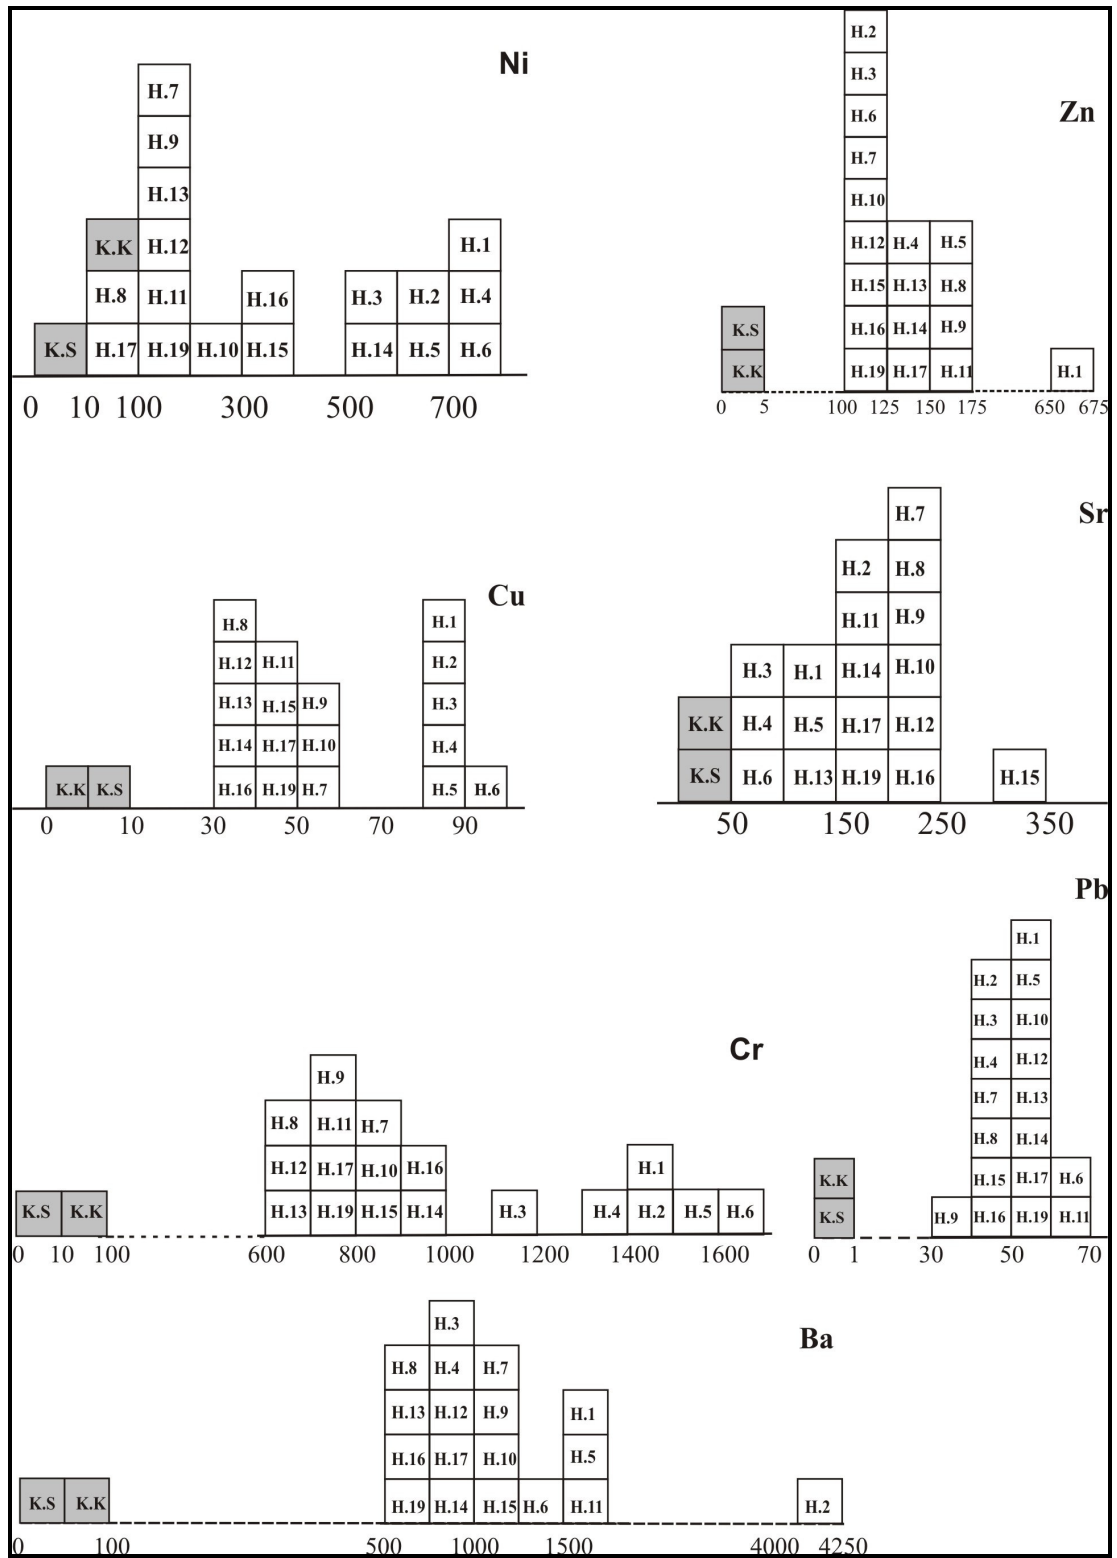 Ni
H.7
H.9
H.13
K.K H.12 H.1
H.8 H.11 H.16 H.3 H.2 H.4
K.S H.17 H.19 H.10 H.15 H.14 H.5 H.6
0 10 100 300 500 700
Zn
H.2
H.3
H.6
H.7
H.10
H.12 H.4 H.5
H.15 H.13 H.8
K.S H.16 H.14 H.9
K.K H.19 H.17 H.11 H.1
0 5 100 125 150 175 650 675
Cu
H.8 H.1
H.12 H.11 H.2
H.13 H.15 H.9 H.3
H.14 H.17 H.10 H.4
K.K K.S H.16 H.19 H.7 H.5 H.6
0 10 30 50 70 90
Sr
H.7
H.2 H.8
H.11 H.9
H.3 H.1 H.14 H.10
K.K H.4 H.5 H.17 H.12
K.S H.6 H.13 H.19 H.16 H.15
50 150 250 350
Cr
H.9
H.8 H.11 H.7
H.12 H.17 H.10 H.16 H.1
K.S K.K H.13 H.19 H.15 H.14 H.3 H.4 H.2 H.5 H.6
0 10 100 600 800 1000 1200 1400 1600
Pb
H.1
H.2 H.5
H.3 H.10
H.4 H.12
H.7 H.13
H.8 H.14
K.K H.15 H.17 H.6
K.S H.9 H.16 H.19 H.11
0 1 30 50 70
Ba
H.3
H.8 H.4 H.7
H.13 H.12 H.9 H.1
H.16 H.17 H.10 H.5
K.S K.K H.19 H.14 H.15 H.6 H.11 H.2
0 100 500 1000 1500 4000 4250